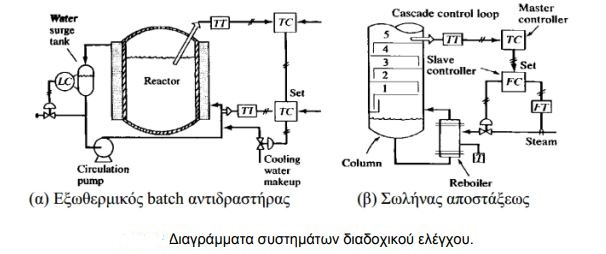 Water
surge
tank
LC
TT
TC
Reactor
Set
TT
TC
Circulation
pump
Cooling
water
makeup
(α) Εξωθερμικός batch αντιδραστήρας
Cascade control loop
Master
controller
5
4
3
2
1
TT
TC
Slave
controller
Set
FC
FT
Steam
Column
Reboiler
(β) Σωλήνας αποστάξεως
Διαγράμματα συστημάτων διαδοχικού ελέγχου.